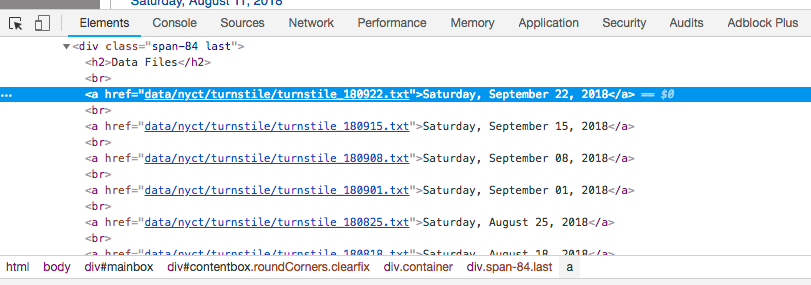 Saturday, August 11, 2018
Elements Console Sources Network Performance Memory Application Security Audits Adblock Plus
▼<div class="span-84 last">
<h2>Data Files</h2>
<br>
... <a href="data/nyct/turnstile/turnstile_180922.txt">Saturday, September 22, 2018</a> == $0
<br>
<a href="data/nyct/turnstile/turnstile_180915.txt">Saturday, September 15, 2018</a>
<br>
<a href="data/nyct/turnstile/turnstile_180908.txt">Saturday, September 08, 2018</a>
<br>
<a href="data/nyct/turnstile/turnstile_180901.txt">Saturday, September 01, 2018</a>
<br>
<a href="data/nyct/turnstile/turnstile_180825.txt">Saturday, August 25, 2018</a>
<br>
<a href="data/nyct/turnstile/turnstile_180818.txt">Saturday, August 18, 2018</a>
html body div#mainbox div#contentbox.roundCorners.clearfix div.container div.span-84.last a